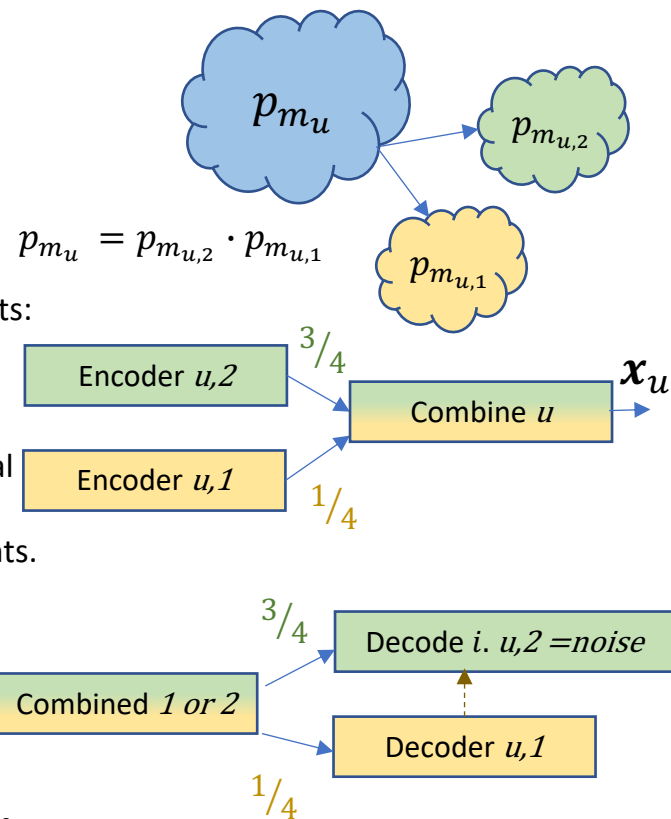 p_{m_u}
p_{m_{u,2}}
p_{m_u} = p_{m_{u,2}} · p_{m_{u,1}}
p_{m_{u,1}}
ts:
3/4
Encoder u,2
x_u
Combine u
al
Encoder u,1
1/4
nts.
3/4
Decode i. u,2 =noise
Combined 1 or 2
Decoder u,1
1/4